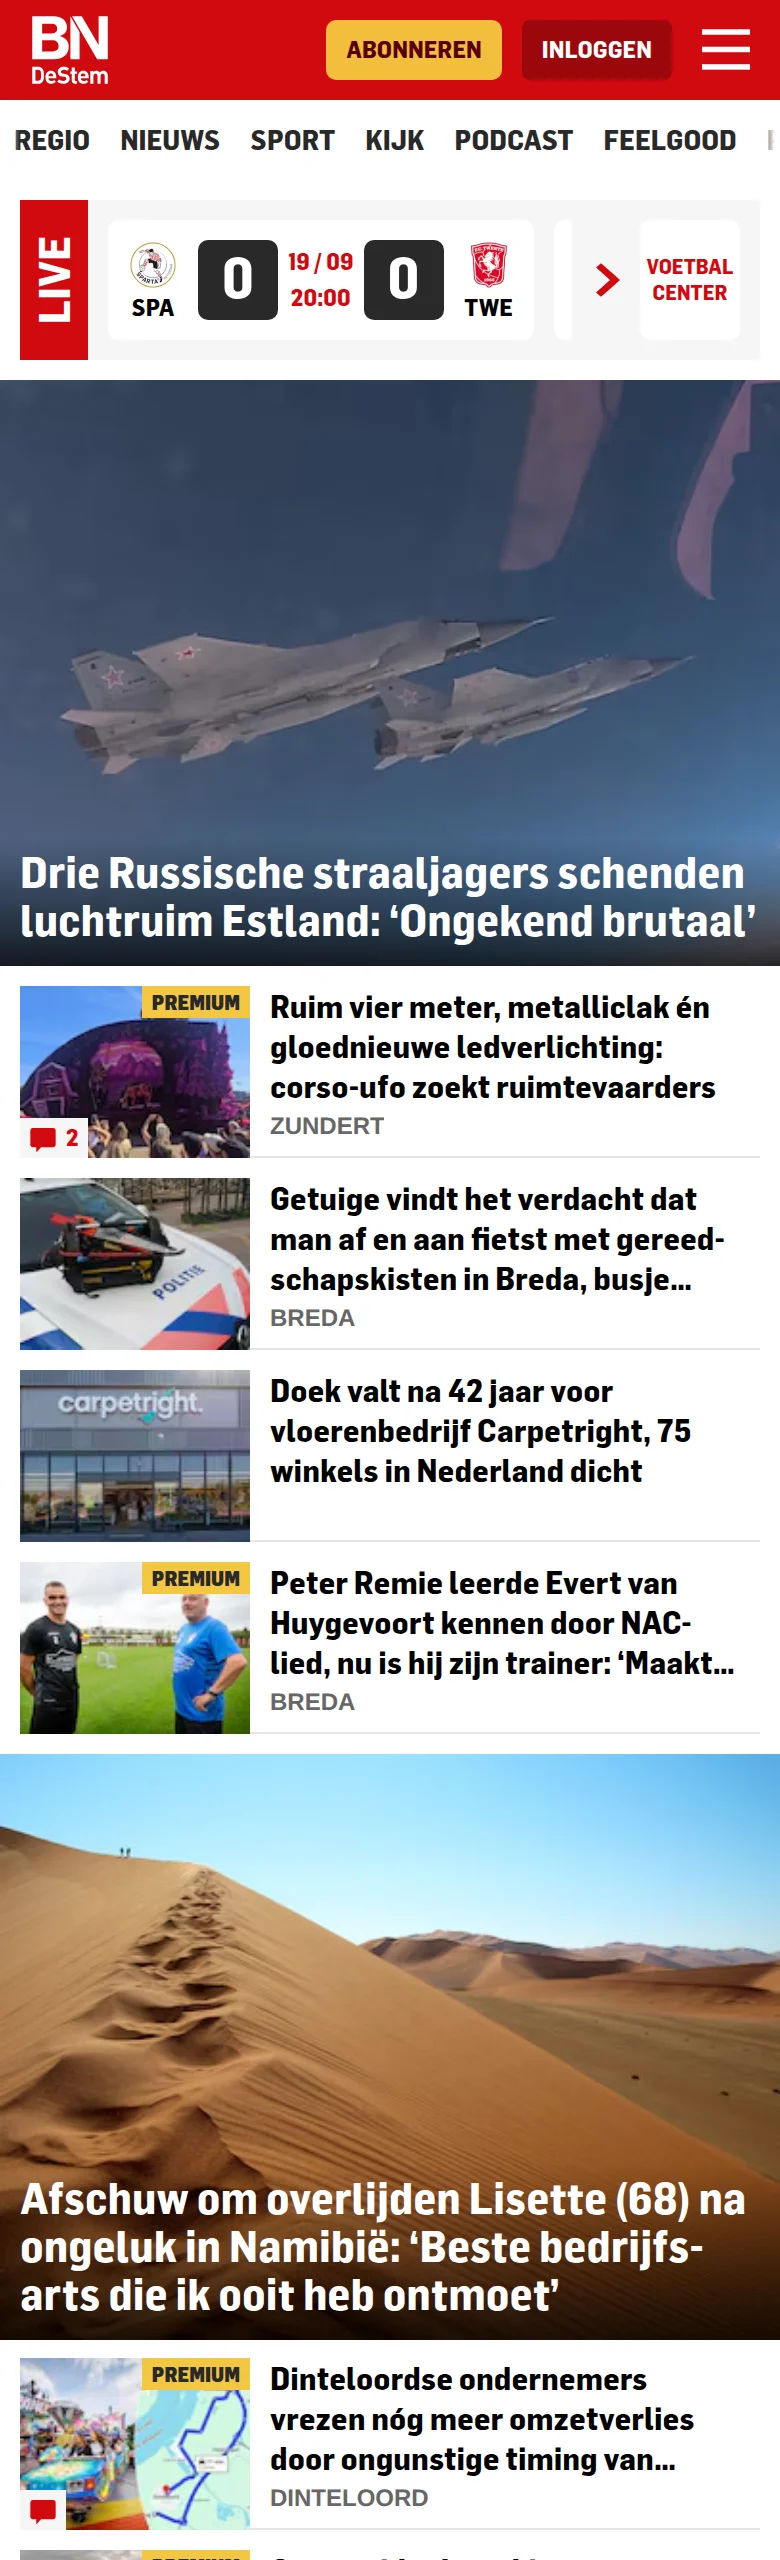 BN
DeStem
ABONNEREN
INLOGGEN
REGIO NIEUWS SPORT KIJK PODCAST FEELGOOD
LIVE
SPA
0
19 / 09
20:00
0
TWE
VOETBAL
CENTER
Drie Russische straaljagers schenden
luchtruim Estland: ‘Ongekend brutaal’
PREMIUM
2
Ruim vier meter, metalliclak én
gloednieuwe ledverlichting:
corso-ufo zoekt ruimtevaarders
ZUNDERT
POLITIE
Getuige vindt het verdacht dat
man af en aan fietst met gereed-
schapskisten in Breda, busje...
BREDA
carpetright.
Doek valt na 42 jaar voor
vloerenbedrijf Carpetright, 75
winkels in Nederland dicht
PREMIUM
Peter Remie leerde Evert van
Huygevoort kennen door NAC-
lied, nu is hij zijn trainer: ‘Maakt...
BREDA
Afschuw om overlijden Lisette (68) na
ongeluk in Namibië: ‘Beste bedrijfs-
arts die ik ooit heb ontmoet’
PREMIUM
Dinteloordse ondernemers
vrezen nóg meer omzetverlies
door ongunstige timing van...
DINTELOORD